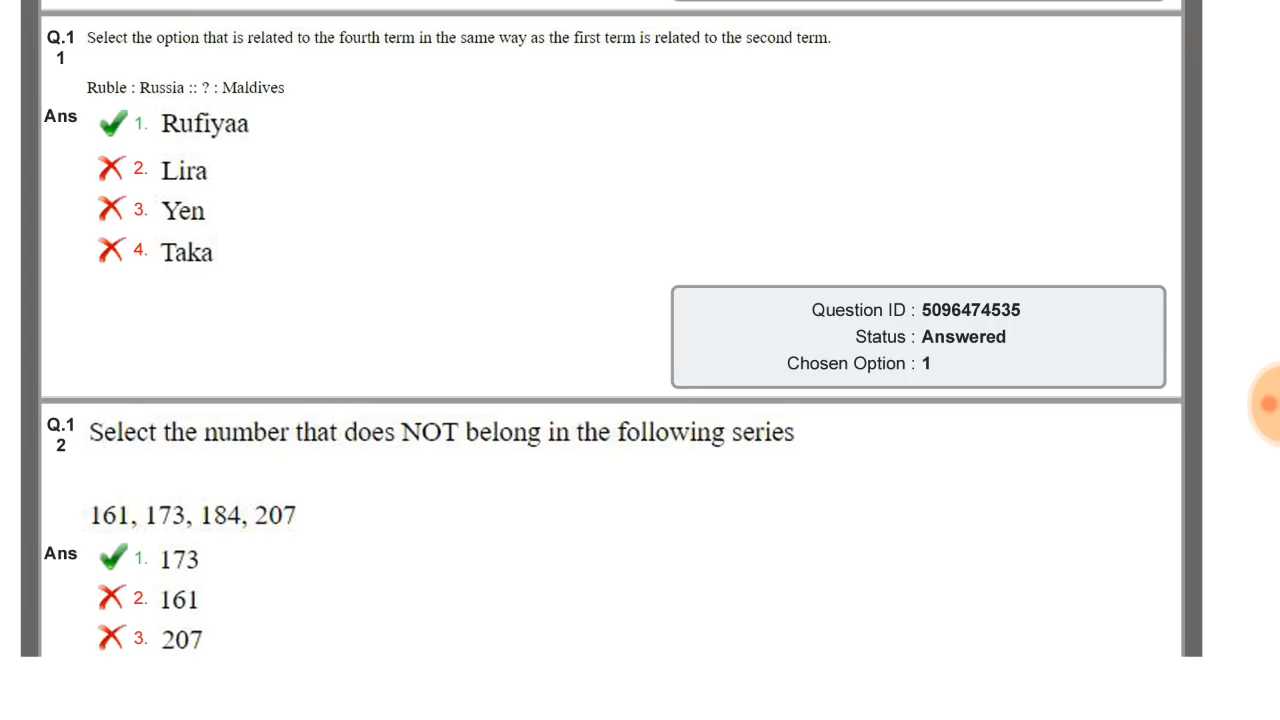 Q.1 Select the option that is related to the fourth term in the same way as the first term is related to the second term.
1
Ruble : Russia :: ? : Maldives
Ans 1. Rufiyaa
2. Lira
3. Yen
4. Taka
Question ID : 5096474535
Status : Answered
Chosen Option : 1
Q.1 Select the number that does NOT belong in the following series
2
161, 173, 184, 207
Ans 1. 173
2. 161
3. 207